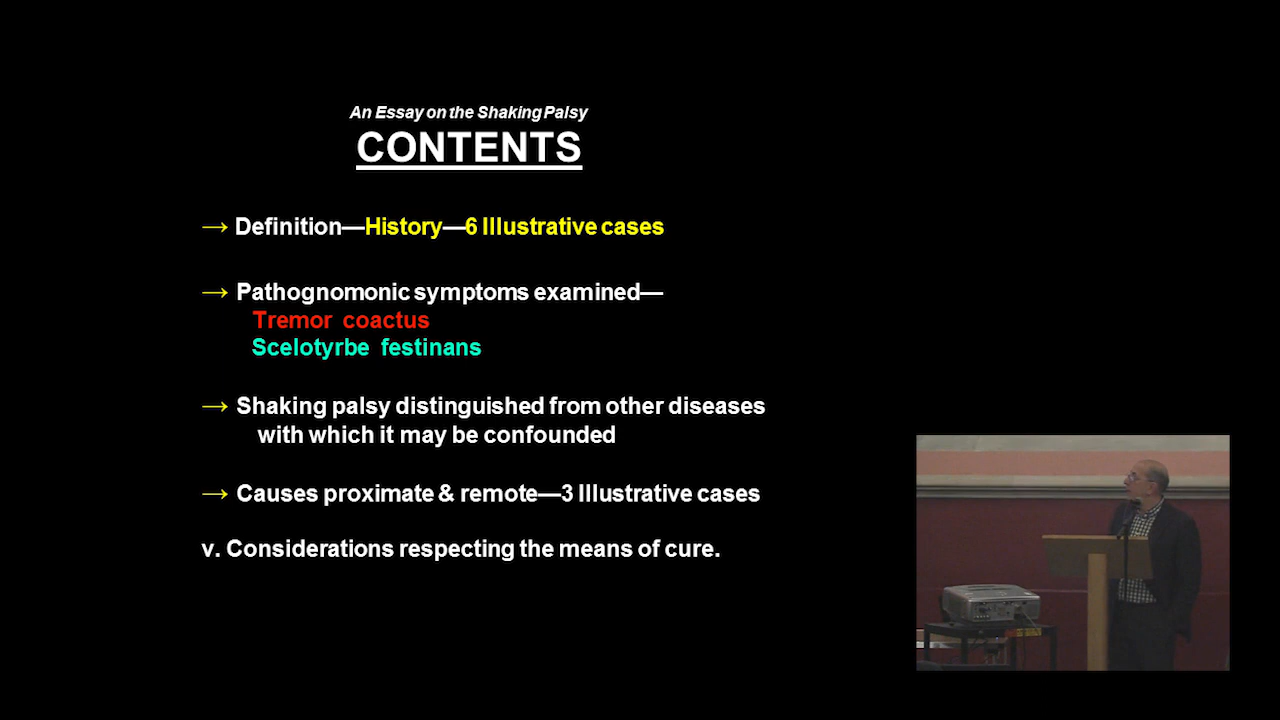 An Essay on the Shaking Palsy
CONTENTS
→ Definition—History—6 Illustrative cases
→ Pathognomonic symptoms examined—
Tremor coactus
Scelotyrbe festinans
→ Shaking palsy distinguished from other diseases
with which it may be confounded
→ Causes proximate & remote—3 Illustrative cases
v. Considerations respecting the means of cure.